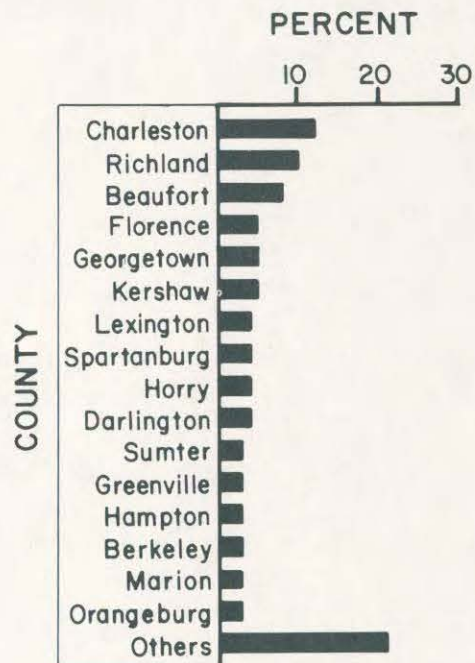 PERCENT
10 20 30
Charleston
Richland
Beaufort
Florence
Georgetown
Kershaw
Lexington
Spartanburg
Horry
Darlington
Sumter
Greenville
Hampton
Berkeley
Marion
Orangeburg
Others
COUNTY